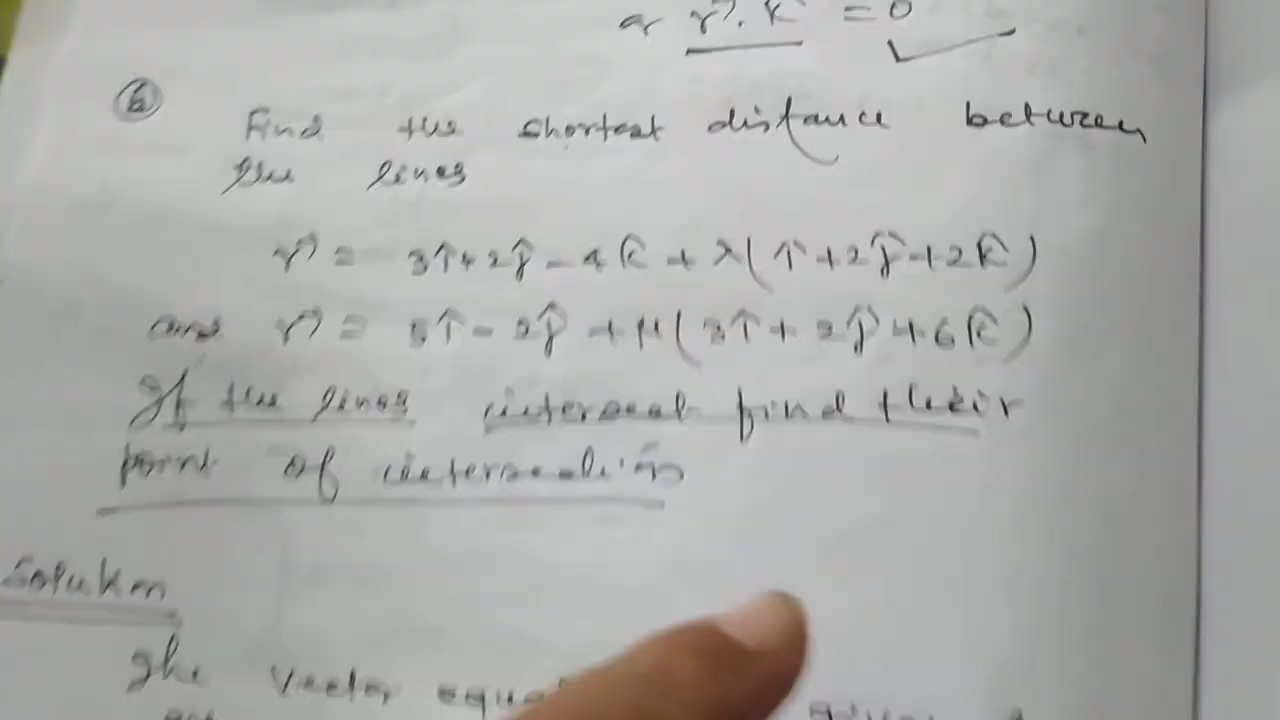 or r⃗. k̂ = 0
⑥ Find the shortest distance between
the lines
r⃗ = 3î+2ĵ-4k̂ + λ(î+2ĵ+2k̂)
and r⃗ = 5î-2ĵ + μ(3î+2ĵ+6k̂)
If the lines intersect find their
point of intersection
Solution
The vector